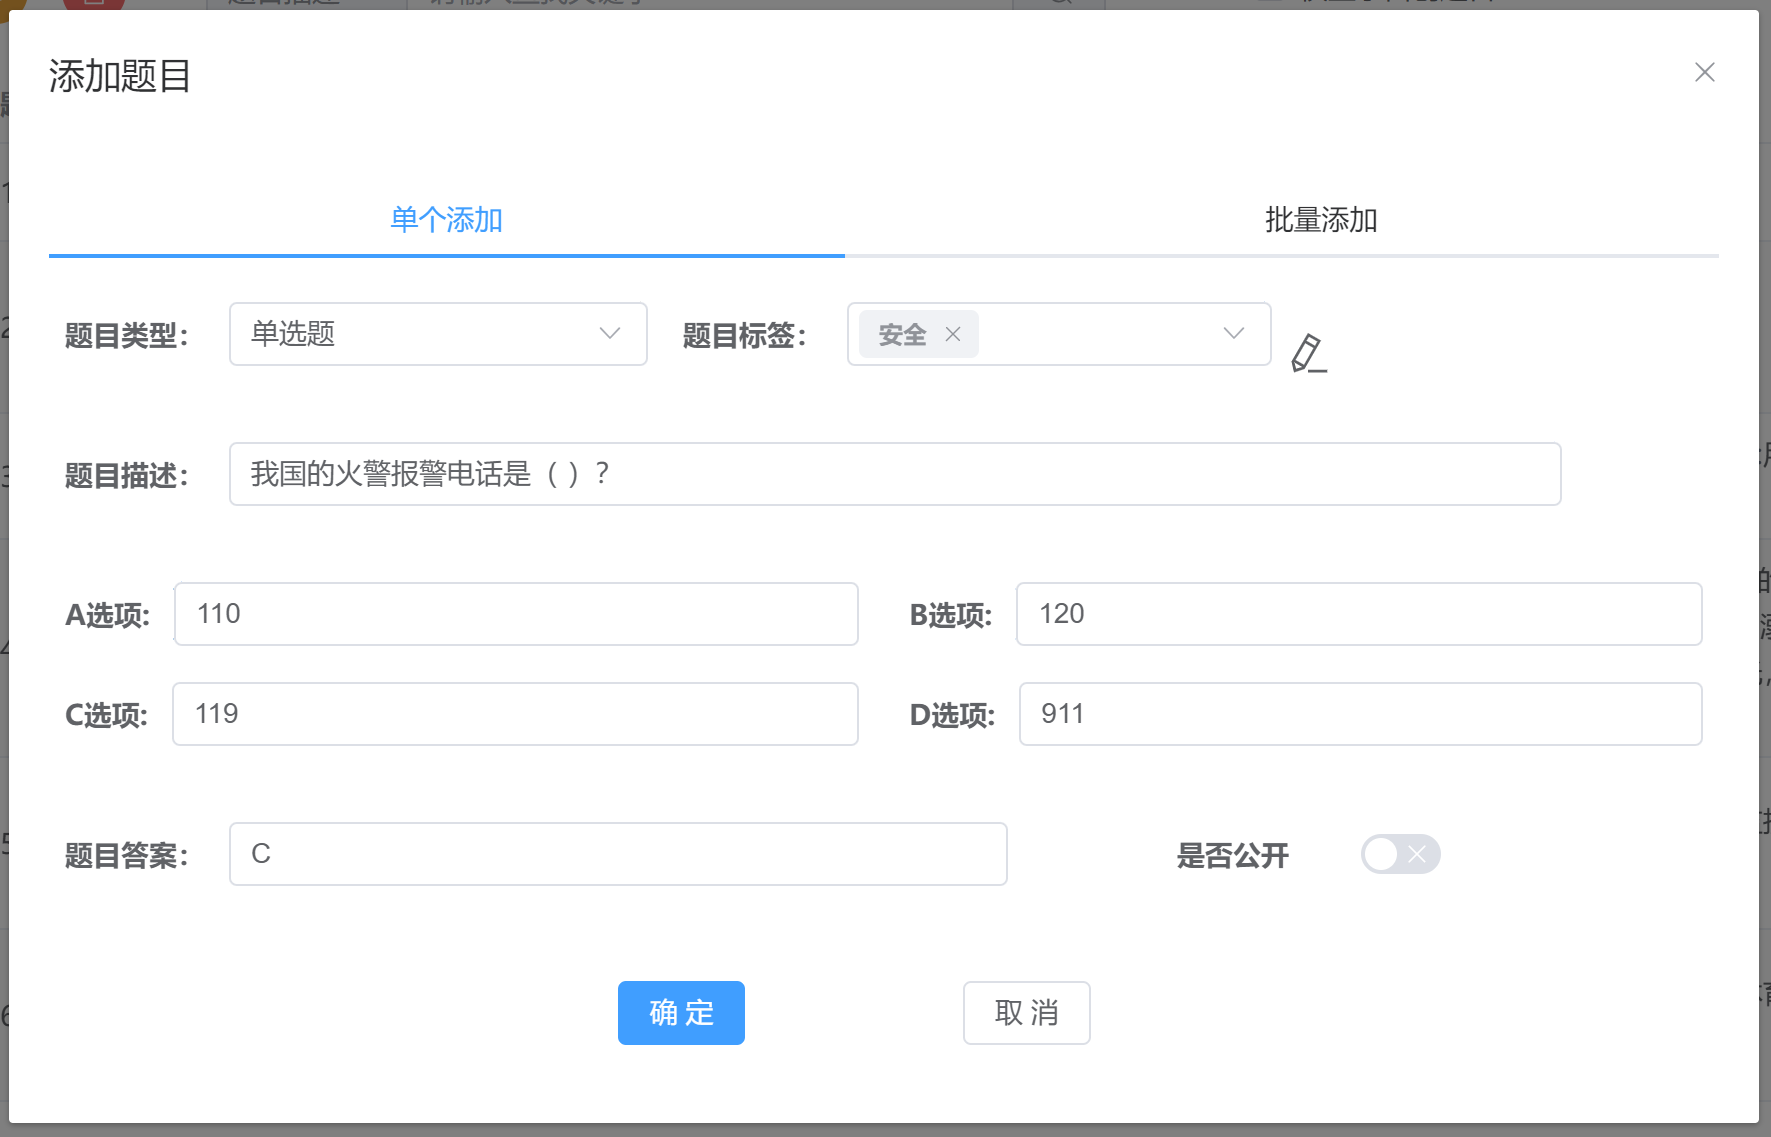 添加题目
单个添加 批量添加
题目类型： 单选题 题目标签： 安全
题目描述： 我国的火警报警电话是（ ）？
A选项: 110 B选项: 120
C选项: 119 D选项: 911
题目答案： C 是否公开
确 定 取 消